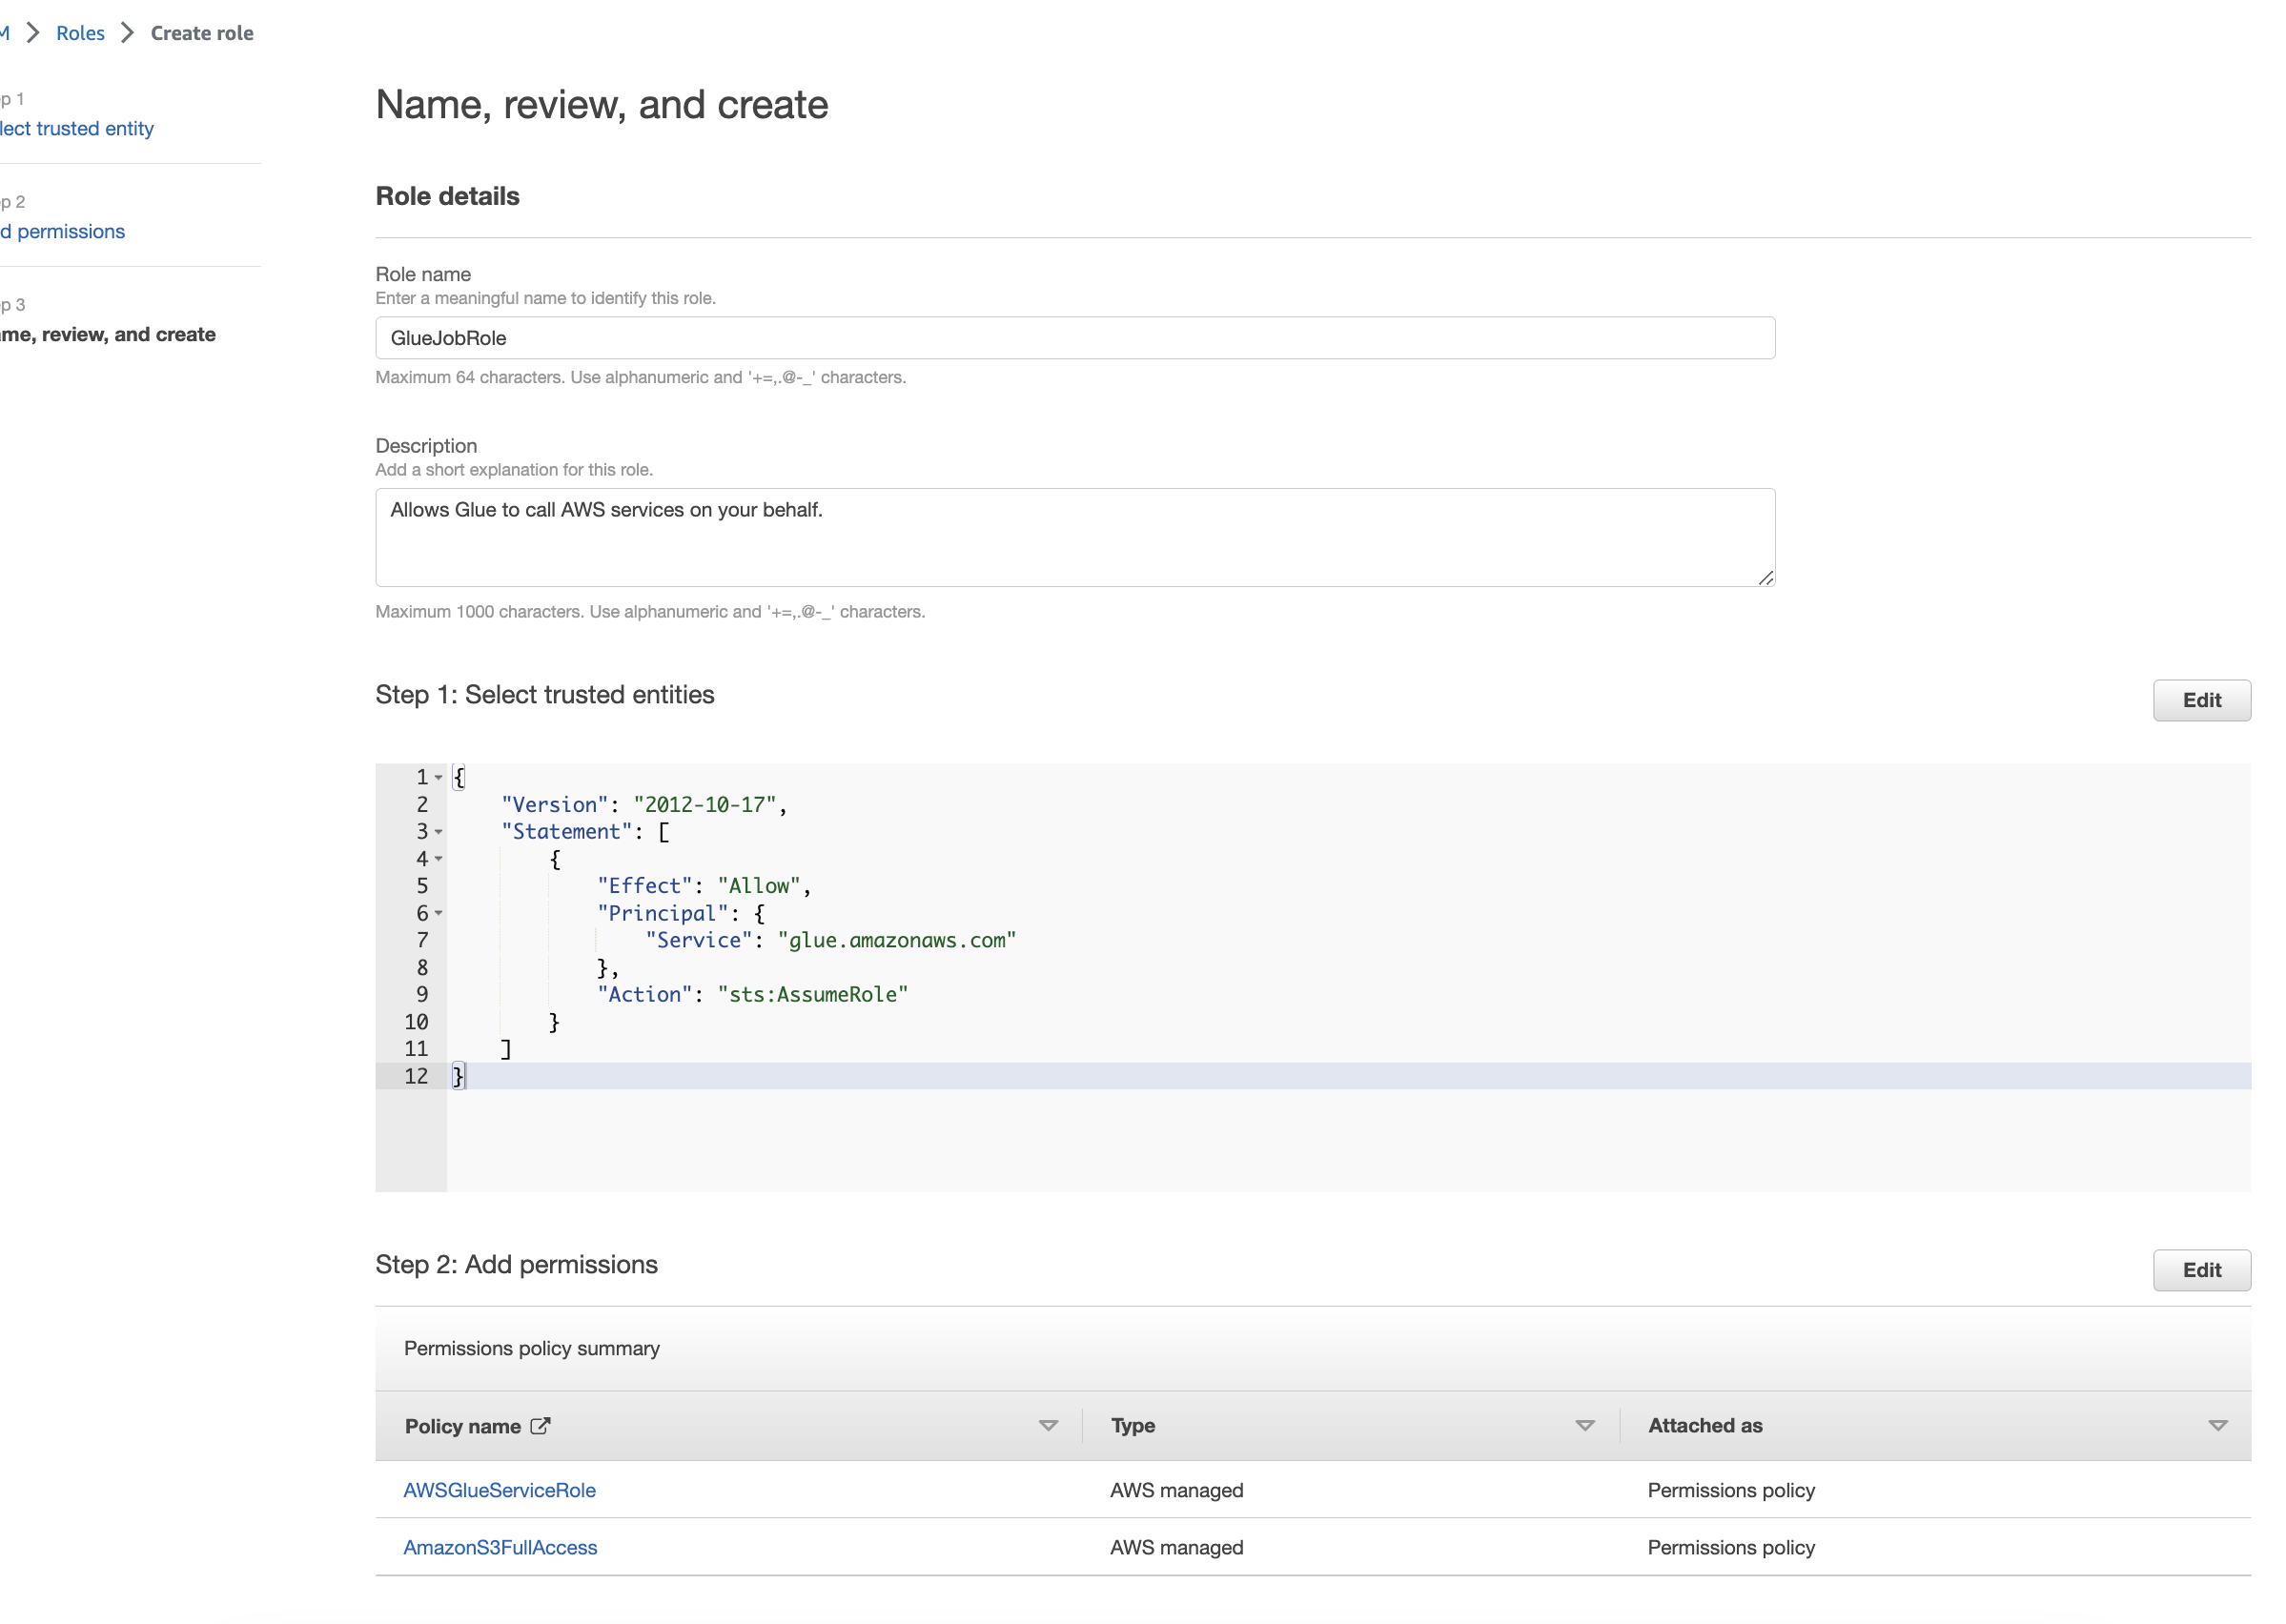 Roles Create role
1
trusted entity
2
permissions
3
review, and create
Name, review, and create
Role details
Role name
Enter a meaningful name to identify this role.
GlueJobRole
Maximum 64 characters. Use alphanumeric and '+=,.@-_' characters.
Description
Add a short explanation for this role.
Allows Glue to call AWS services on your behalf.
Maximum 1000 characters. Use alphanumeric and '+=,.@-_' characters.
Step 1: Select trusted entities
Edit
1 {
2 "Version": "2012-10-17",
3 "Statement": [
4 {
5 "Effect": "Allow",
6 "Principal": {
7 "Service": "glue.amazonaws.com"
8 },
9 "Action": "sts:AssumeRole"
10 }
11 ]
12 }
Step 2: Add permissions
Edit
Permissions policy summary
Policy name Type Attached as
AWSGlueServiceRole AWS managed Permissions policy
AmazonS3FullAccess AWS managed Permissions policy